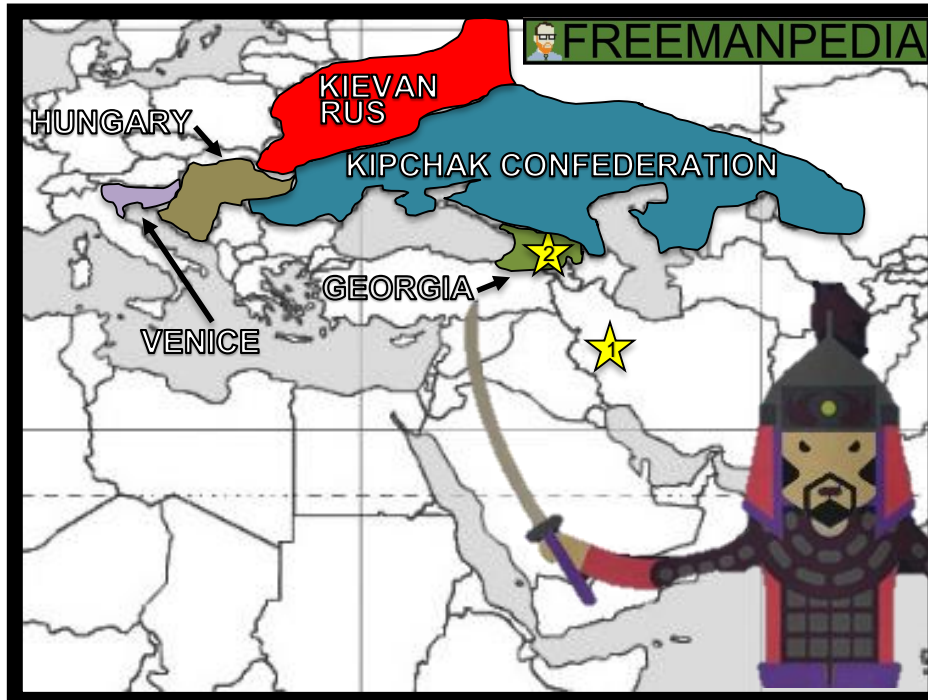 FREEMANPEDIA
KIEVAN
RUS
HUNGARY
KIPCHAK CONFEDERATION
2
GEORGIA
VENICE
1